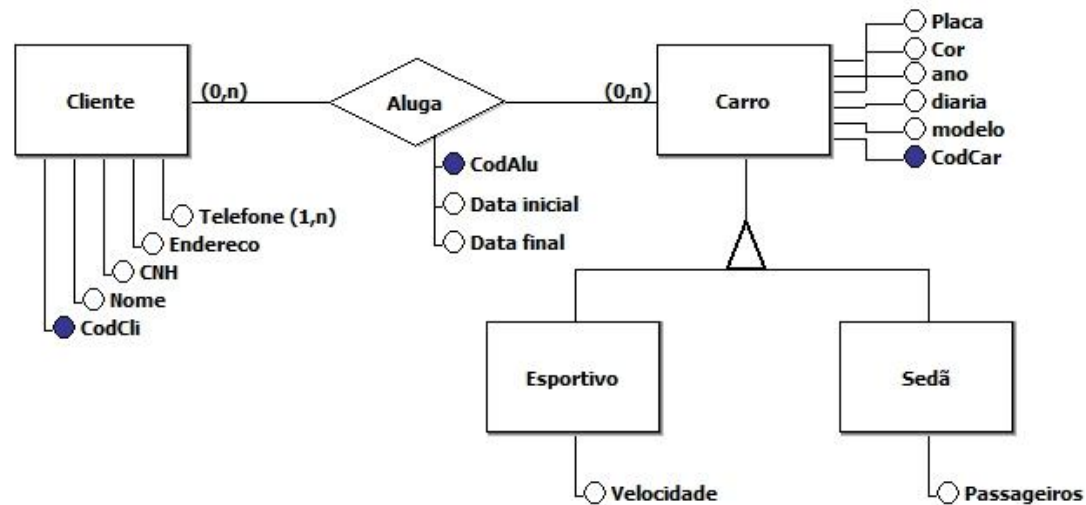 Cliente
(0,n)
Aluga
(0,n)
Carro
Placa
Cor
ano
diaria
modelo
CodCar
CodAlu
Data inicial
Data final
Telefone (1,n)
Endereco
CNH
Nome
CodCli
Esportivo
Sedã
Velocidade
Passageiros